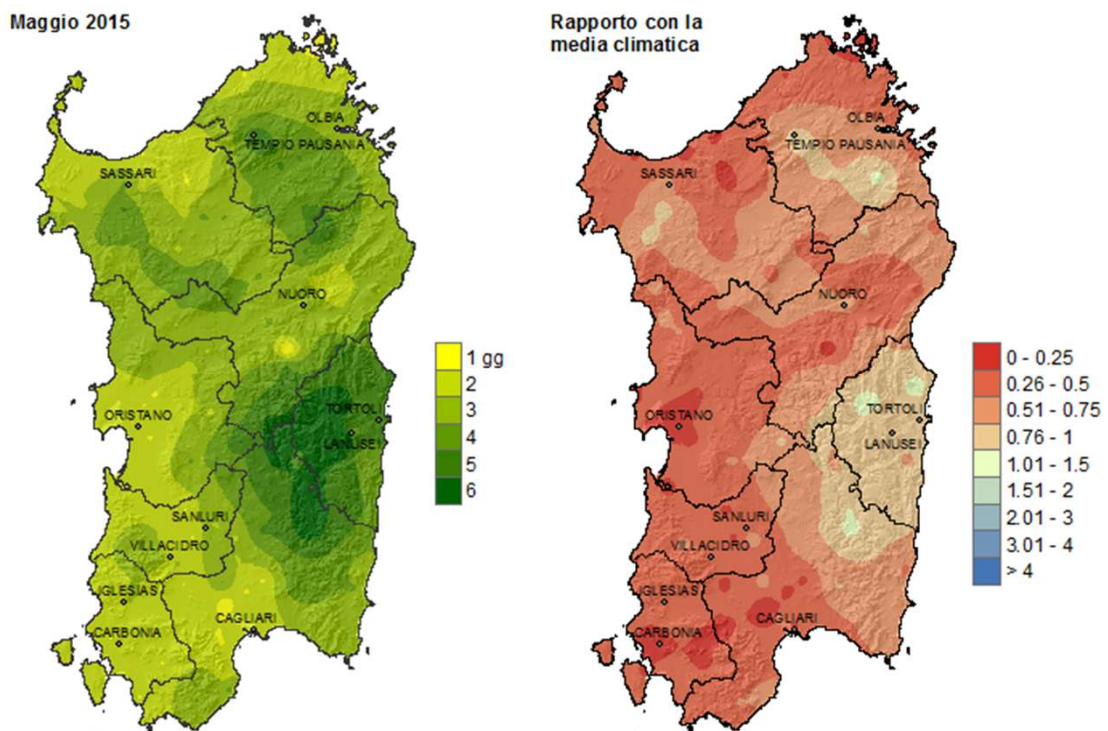 Maggio 2015
OLBIA
TEMPIO PAUSANIA
SASSARI
NUORO
ORISTANO
TORTOLI
LANUSEI
SANLURI
VILLACIDRO
IGLESIAS
CARBONIA
CAGLIARI
1 gg
2
3
4
5
6
Rapporto con la
media climatica
OLBIA
TEMPIO PAUSANIA
SASSARI
NUORO
ORISTANO
TORTOLI
LANUSEI
SANLURI
VILLACIDRO
IGLESIAS
CARBONIA
CAGLIARI
0 - 0.25
0.26 - 0.5
0.51 - 0.75
0.76 - 1
1.01 - 1.5
1.51 - 2
2.01 - 3
3.01 - 4
> 4